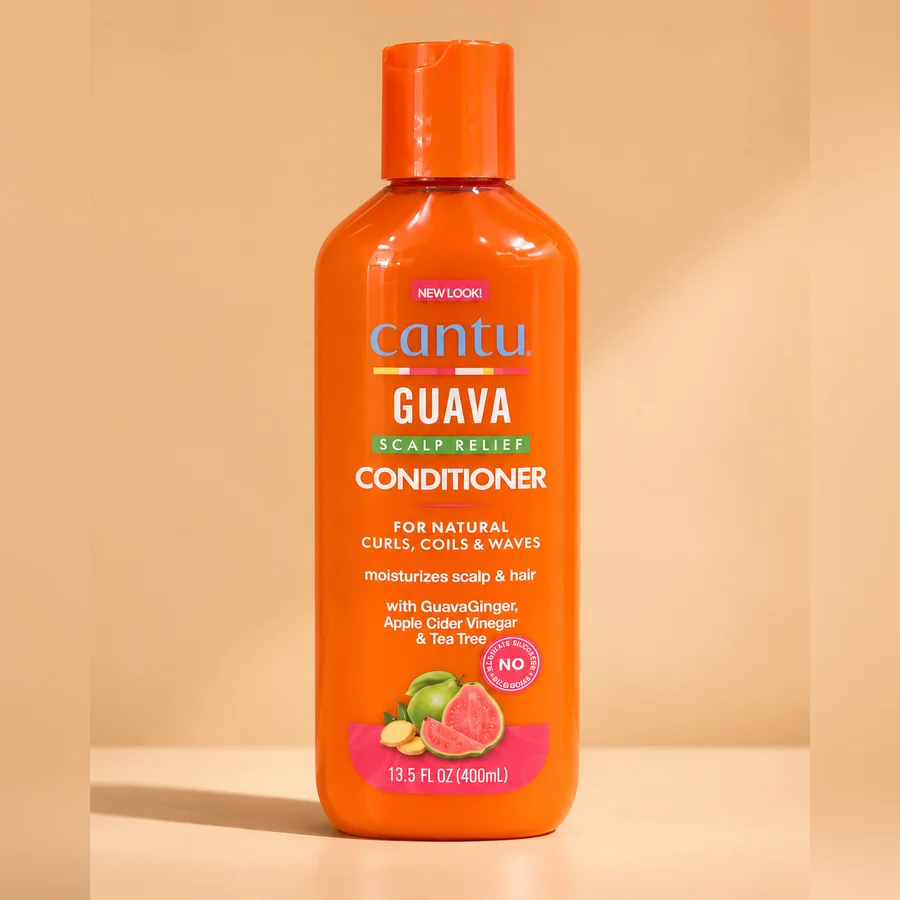 NEW LOOK!
cantu®
GUAVA
SCALP RELIEF
CONDITIONER
FOR NATURAL
CURLS, COILS & WAVES
moisturizes scalp & hair
with GuavaGinger,
Apple Cider Vinegar
& Tea Tree
NO
13.5 FL OZ (400mL)